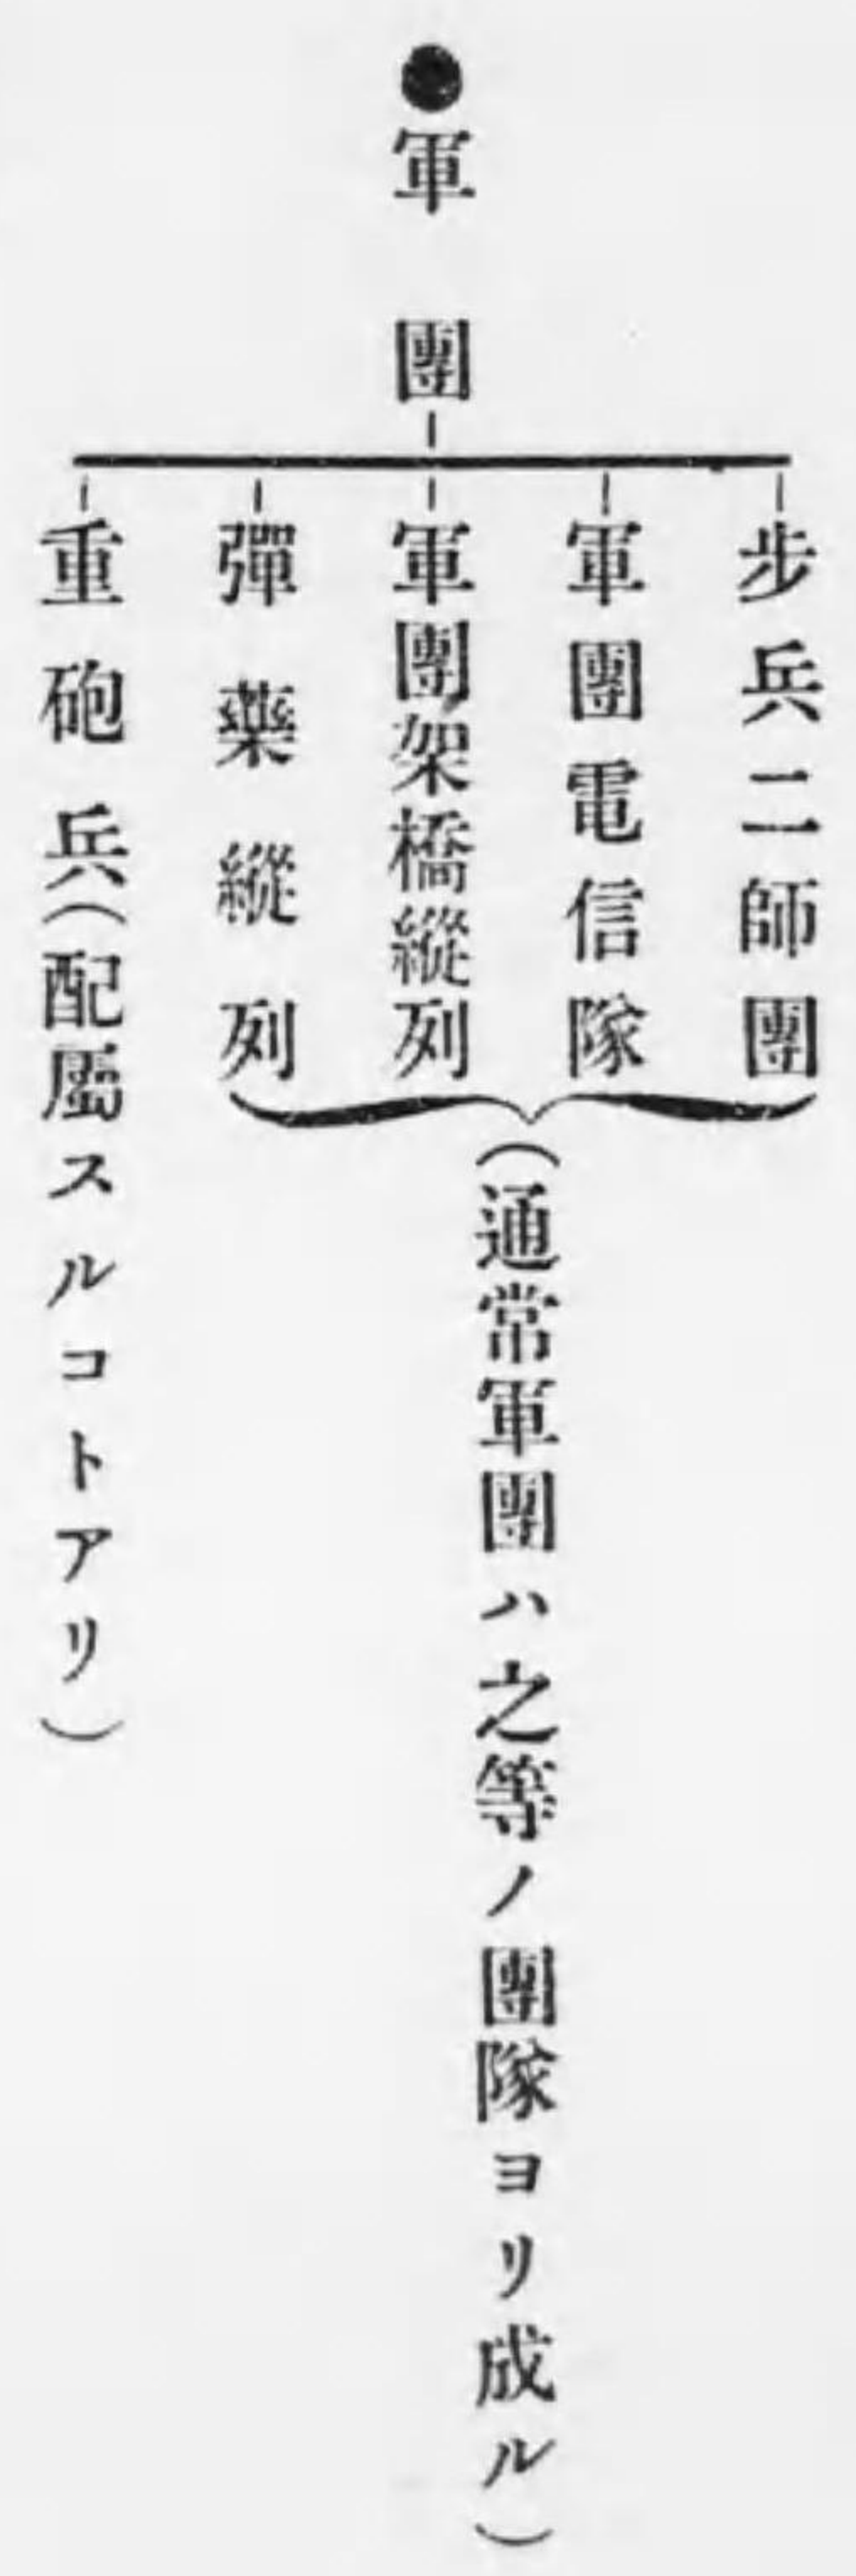 ●軍團
步兵二師團
軍團電信隊
軍團架橋縱列
彈藥縱列
(通常軍團ハ之等ノ團隊ヨリ成ル)
重砲兵(配屬スルコトアリ)